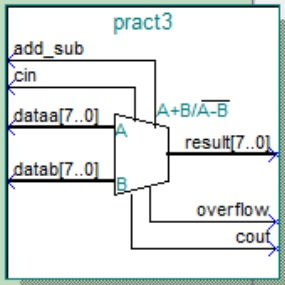 pract3
add_sub
cin
A+B/A-B
dataa[7..0]
A
result[7..0]
datab[7..0]
B
overflow
cout